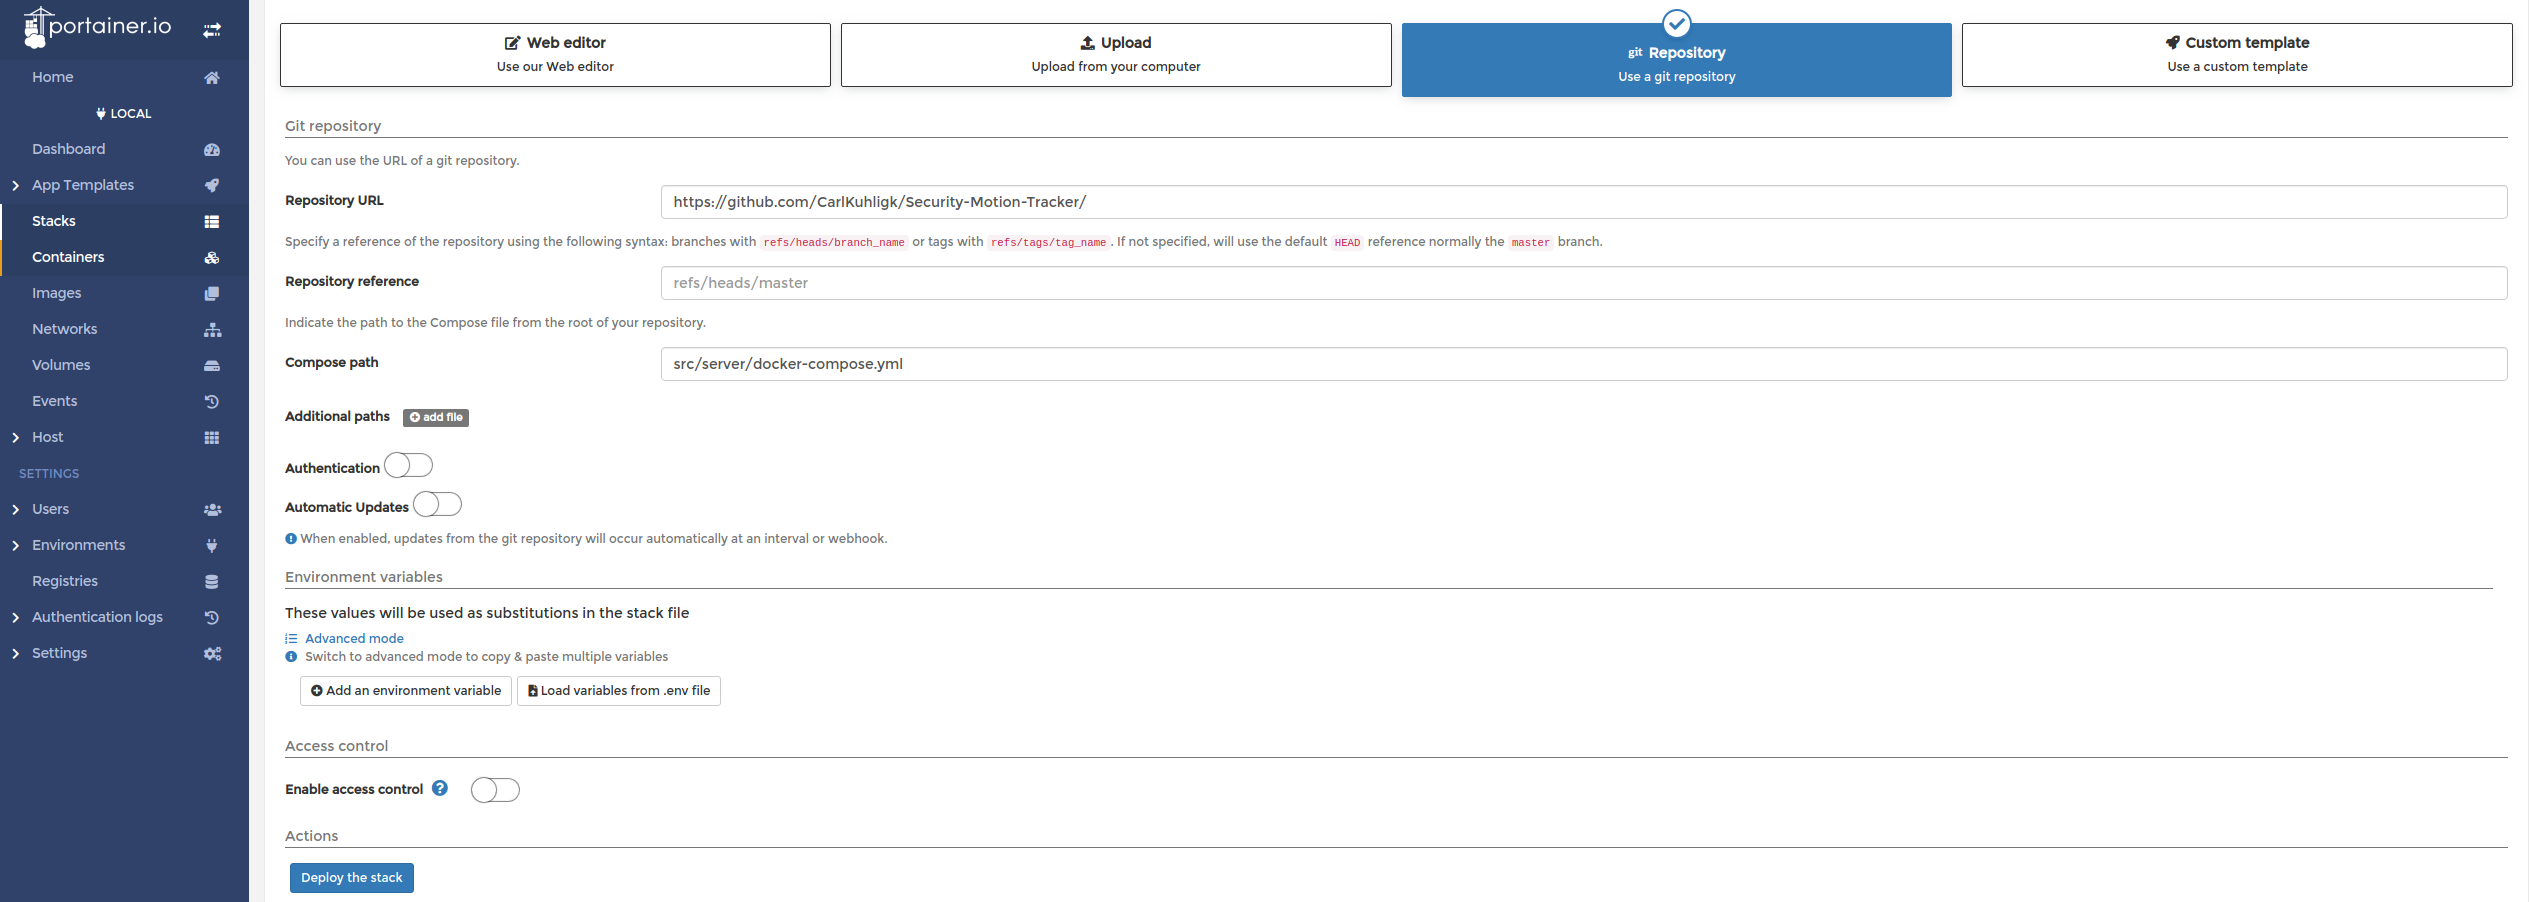 portainer.io
Home
LOCAL
Dashboard
App Templates
Stacks
Containers
Images
Networks
Volumes
Events
Host
SETTINGS
Users
Environments
Registries
Authentication logs
Settings
Web editor
Use our Web editor
Upload
Upload from your computer
git Repository
Use a git repository
Custom template
Use a custom template
Git repository
You can use the URL of a git repository.
Repository URL https://github.com/CarlKuhligk/Security-Motion-Tracker/
Specify a reference of the repository using the following syntax: branches with refs/heads/branch_name or tags with refs/tags/tag_name. If not specified, will use the default HEAD reference normally the master branch.
Repository reference refs/heads/master
Indicate the path to the Compose file from the root of your repository.
Compose path src/server/docker-compose.yml
Additional paths add file
Authentication
Automatic Updates
When enabled, updates from the git repository will occur automatically at an interval or webhook.
Environment variables
These values will be used as substitutions in the stack file
Advanced mode
Switch to advanced mode to copy & paste multiple variables
Add an environment variable Load variables from .env file
Access control
Enable access control
Actions
Deploy the stack